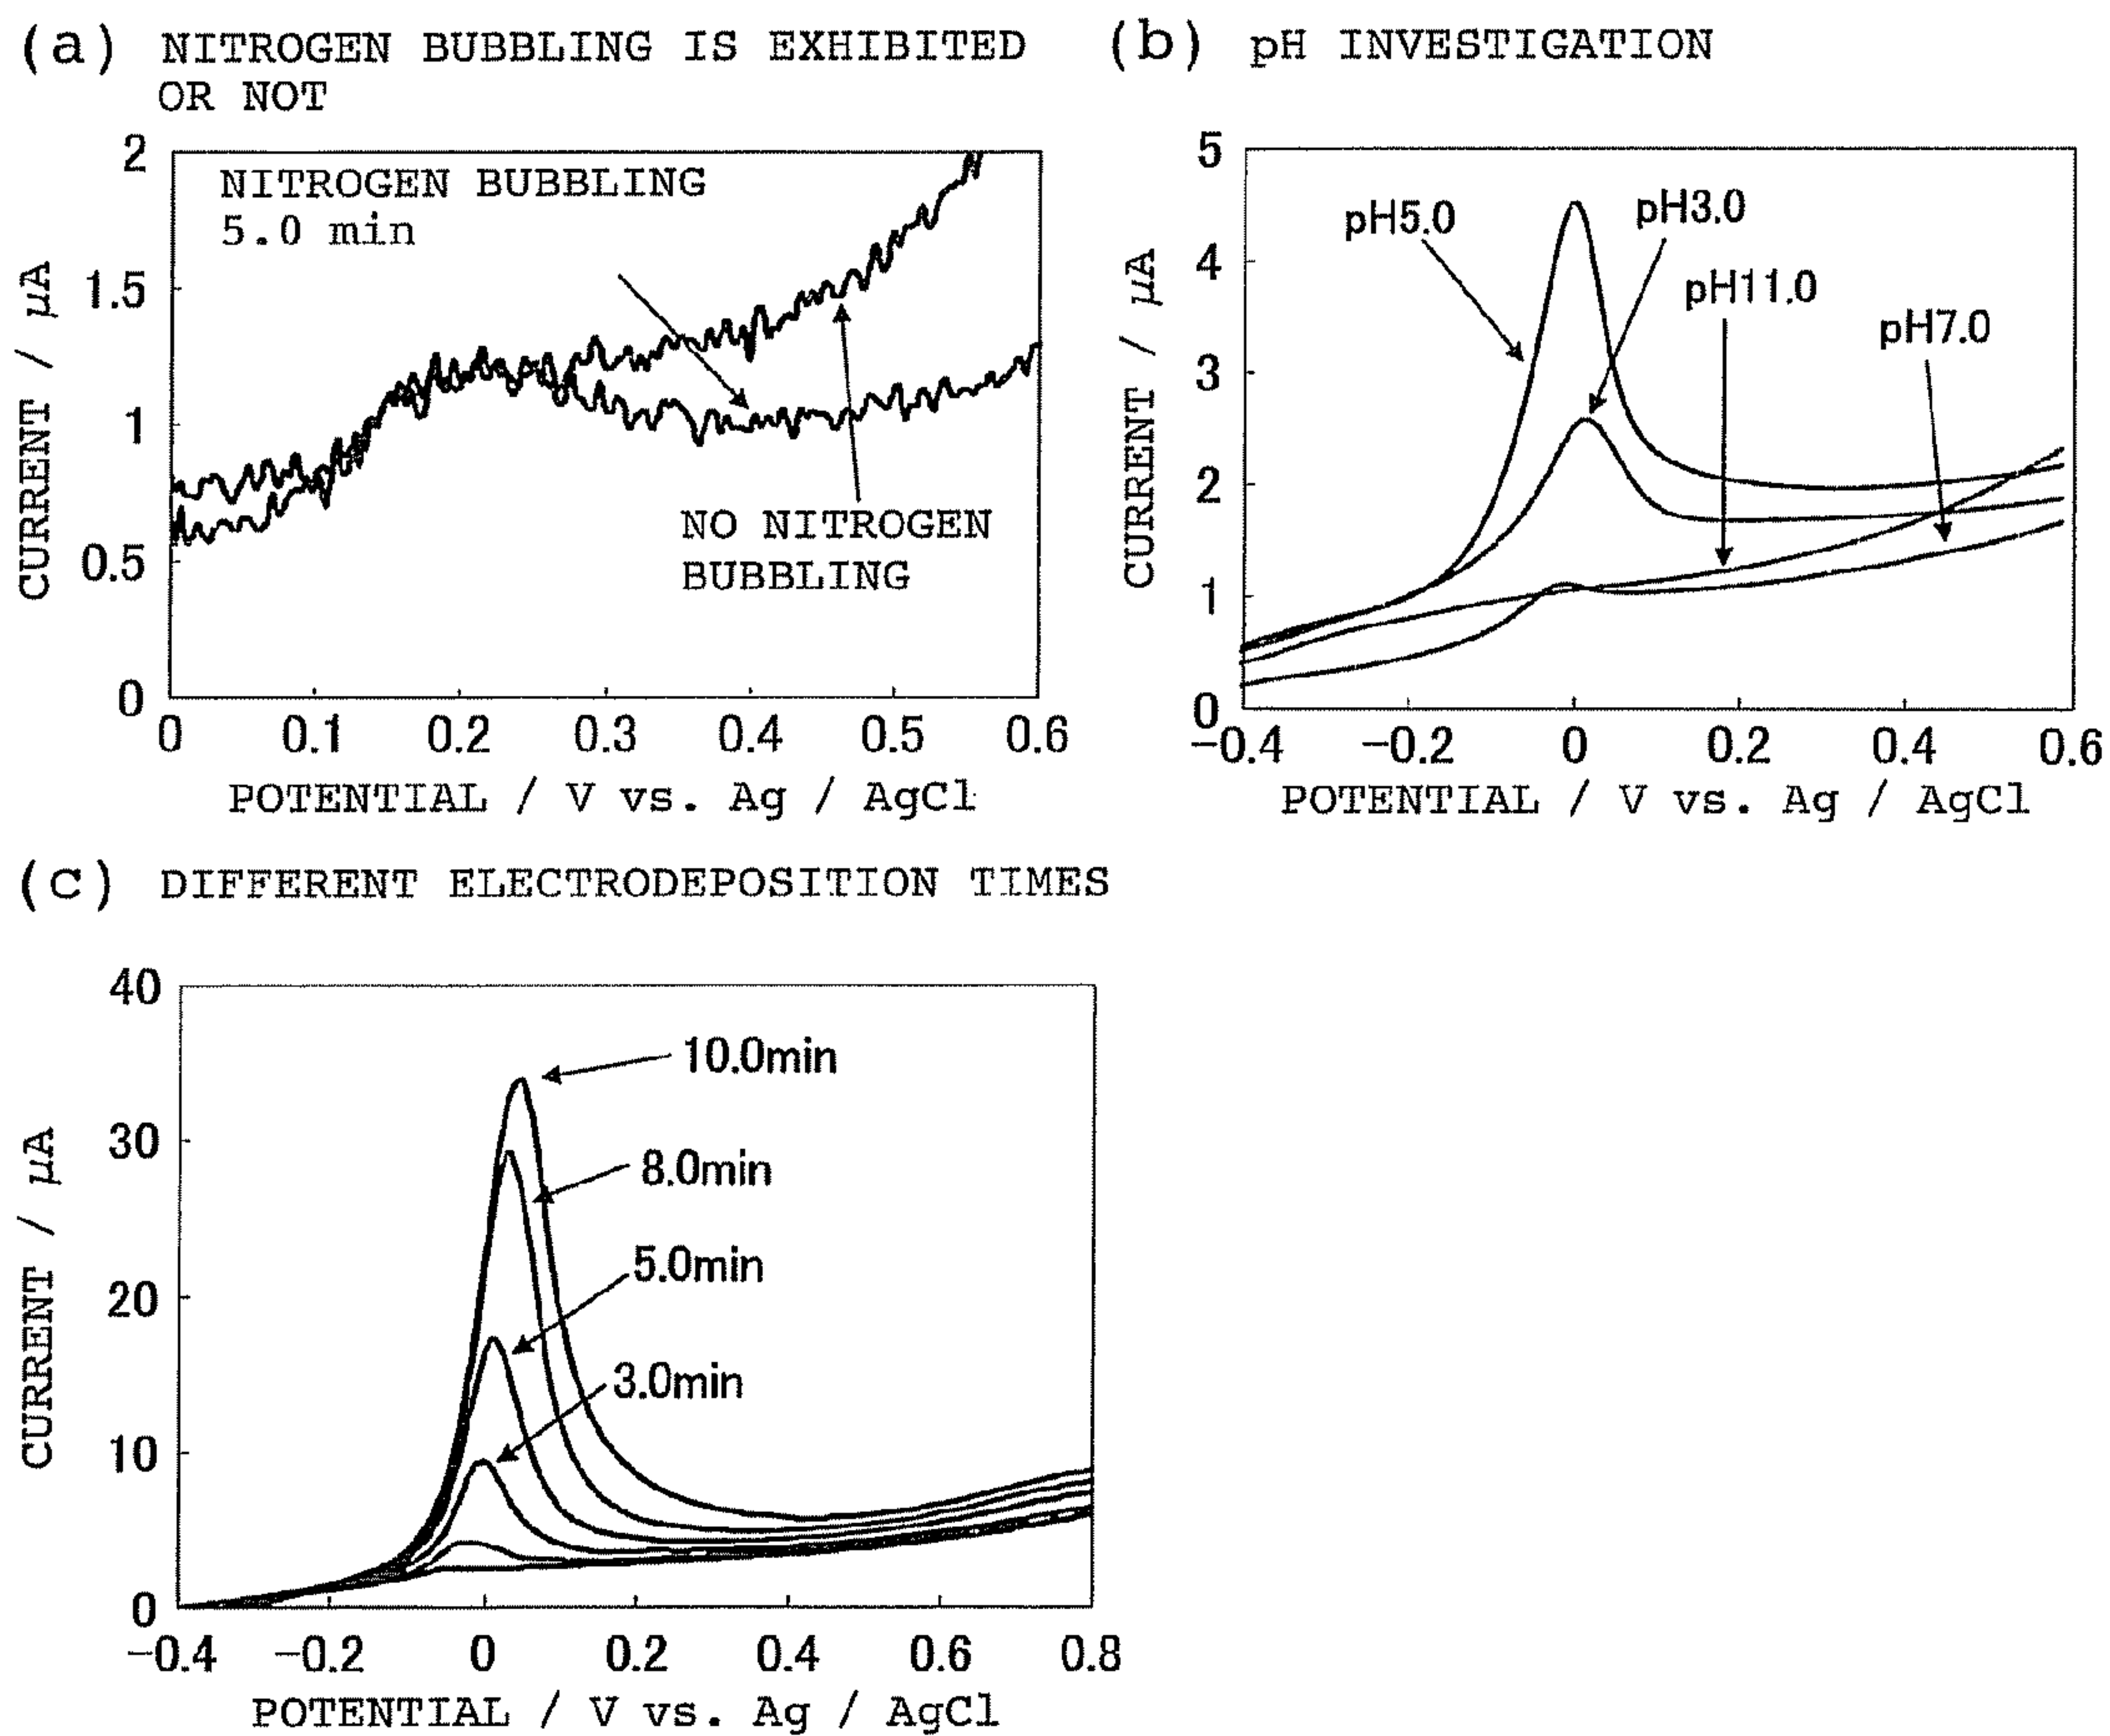 (a) NITROGEN BUBBLING IS EXHIBITED
OR NOT
2
1.5
1
0.5
0
CURRENT / µA
NITROGEN BUBBLING
5.0 min
NO NITROGEN
BUBBLING
0 0.1 0.2 0.3 0.4 0.5 0.6
POTENTIAL / V vs. Ag / AgCl
(b) pH INVESTIGATION
5
4
3
2
1
0
CURRENT / µA
pH5.0
pH3.0
pH11.0
pH7.0
−0.4 −0.2 0 0.2 0.4 0.6
POTENTIAL / V vs. Ag / AgCl
(c) DIFFERENT ELECTRODEPOSITION TIMES
40
30
20
10
0
CURRENT / µA
10.0min
8.0min
5.0min
3.0min
−0.4 −0.2 0 0.2 0.4 0.6 0.8
POTENTIAL / V vs. Ag / AgCl